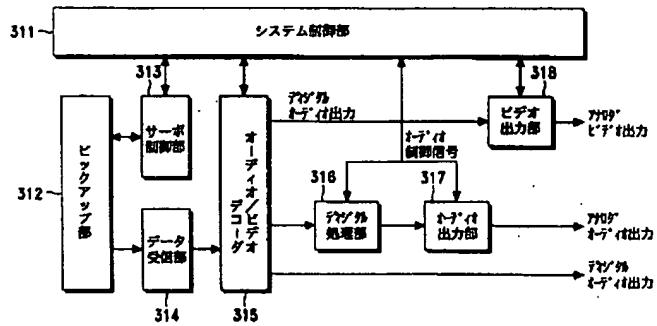 311
システム制御部
313
318
サーボ
制御部
ディジタル
オーディオ出力
ビデオ
出力部
アナログ
ビデオ出力
312
ピックアップ部
オーディオ/ビデオ
デコーダ
オーディオ
制御信号
316
317
データ
受信部
ディジタル
処理部
オーディオ
出力部
アナログ
オーディオ出力
ディジタル
オーディオ出力
314
315